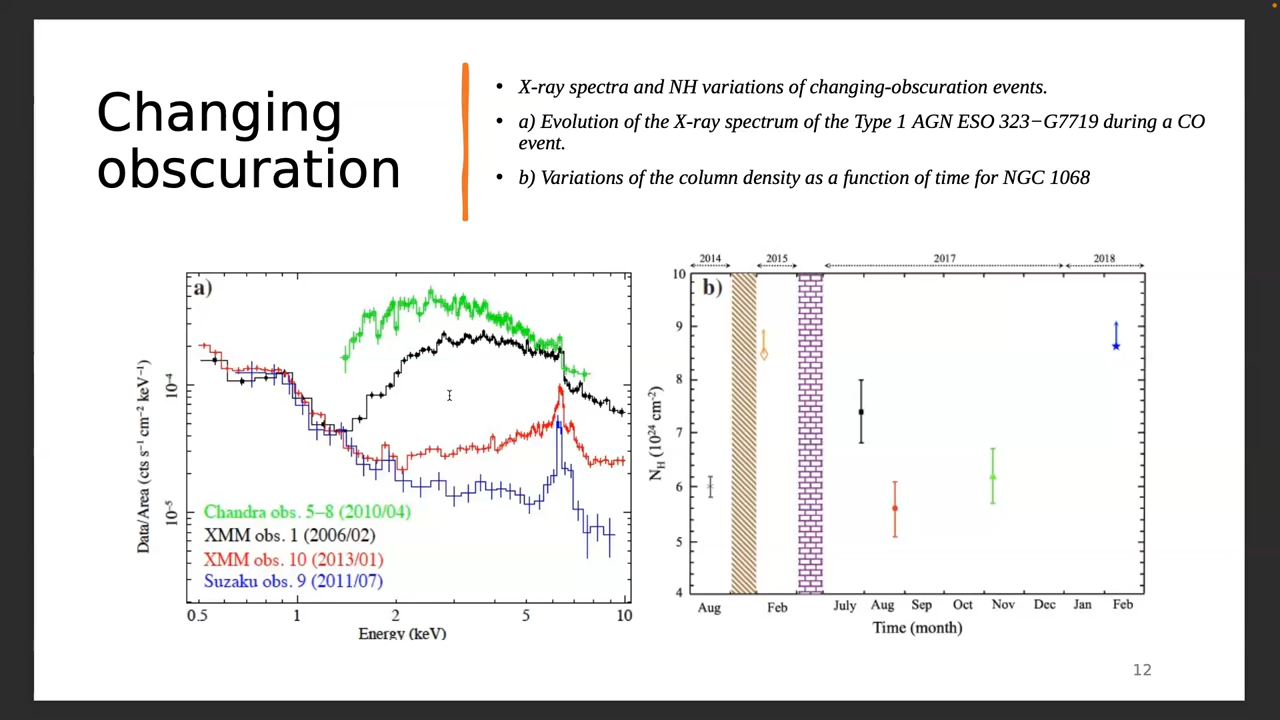 Changing
obscuration
• X-ray spectra and NH variations of changing-obscuration events.
• a) Evolution of the X-ray spectrum of the Type 1 AGN ESO 323−G7719 during a CO
event.
• b) Variations of the column density as a function of time for NGC 1068
a)
Data/Area (cts s⁻¹ cm⁻² keV⁻¹)
10⁻⁴
10⁻⁵
Chandra obs. 5–8 (2010/04)
XMM obs. 1 (2006/02)
XMM obs. 10 (2013/01)
Suzaku obs. 9 (2011/07)
0.5 1 2 5 10
Energy (keV)
2014 2015 2017 2018
b)
N_H (10²⁴ cm⁻²)
10
9
8
7
6
5
4
Aug Feb July Aug Sep Oct Nov Dec Jan Feb
Time (month)
12